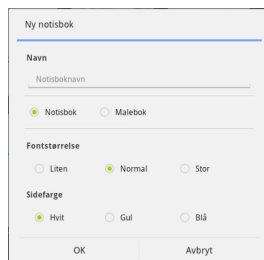 Ny notisbok
Navn
Notisboknavn
Notisbok Malebok
Fontstørrelse
Liten Normal Stor
Sidefarge
Hvit Gul Blå
OK Avbryt